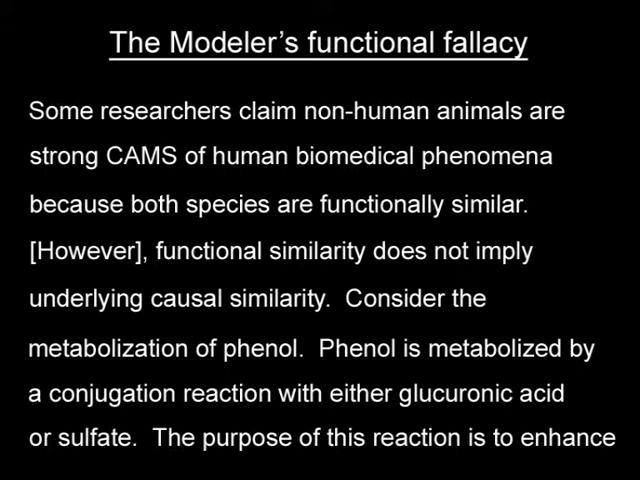 The Modeler’s functional fallacy
Some researchers claim non-human animals are
strong CAMS of human biomedical phenomena
because both species are functionally similar.
[However], functional similarity does not imply
underlying causal similarity.  Consider the
metabolization of phenol.  Phenol is metabolized by
a conjugation reaction with either glucuronic acid
or sulfate.  The purpose of this reaction is to enhance